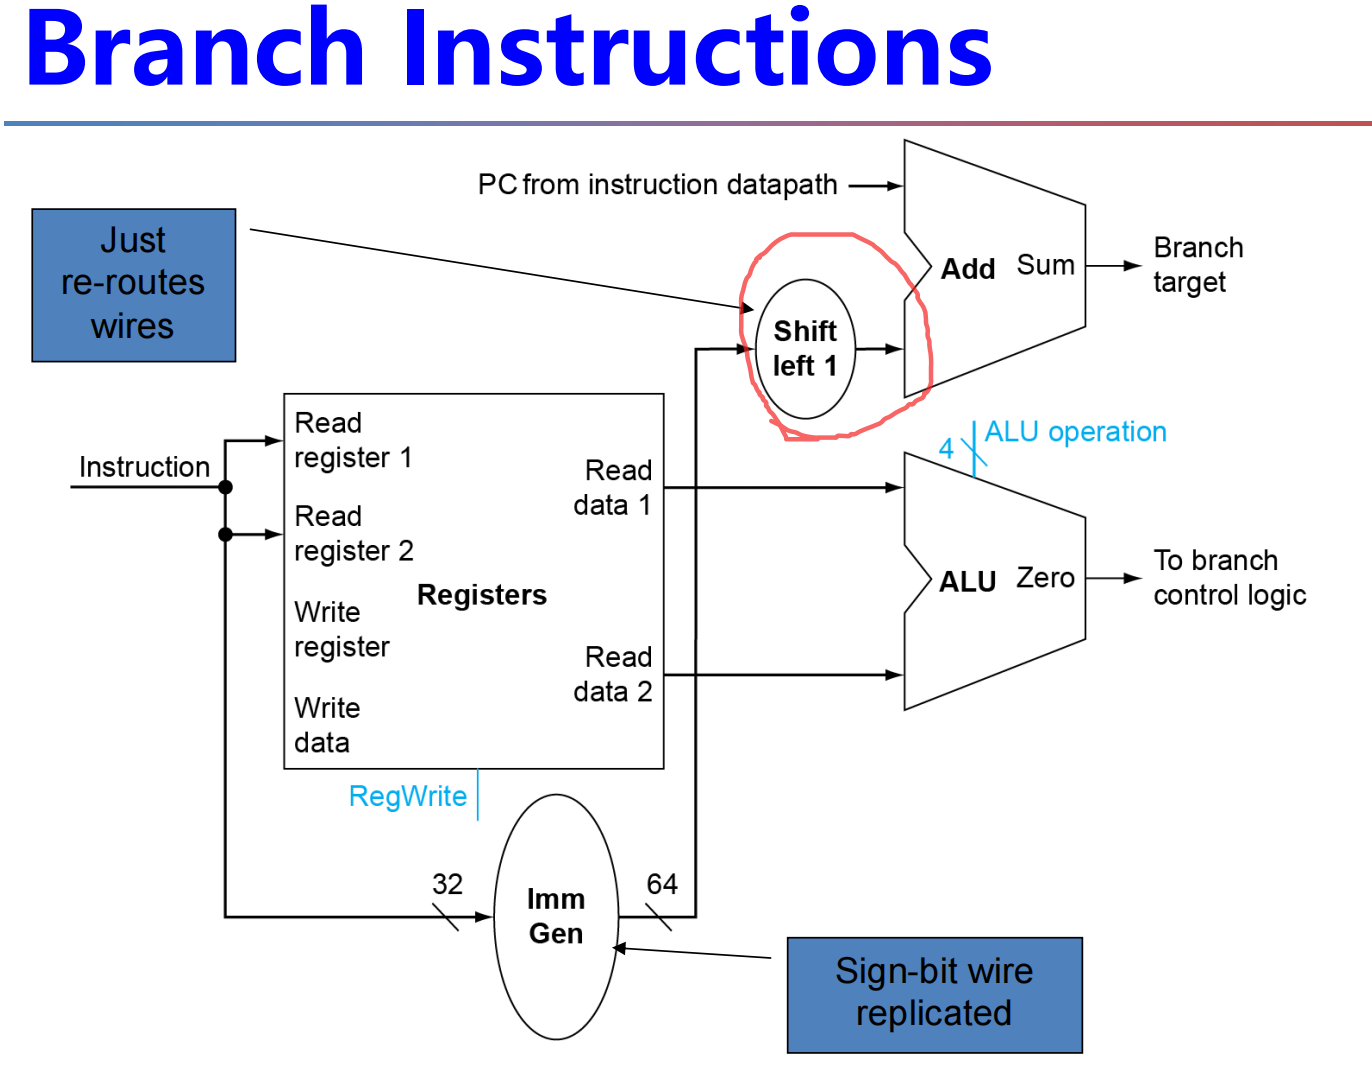 Branch Instructions
PC from instruction datapath
Just
re-routes
wires
Add Sum
Branch
target
Shift
left 1
Instruction
Read
register 1
Read
register 2
Write
register
Write
data
Registers
Read
data 1
Read
data 2
RegWrite
4
ALU operation
ALU Zero
To branch
control logic
32
Imm
Gen
64
Sign-bit wire
replicated